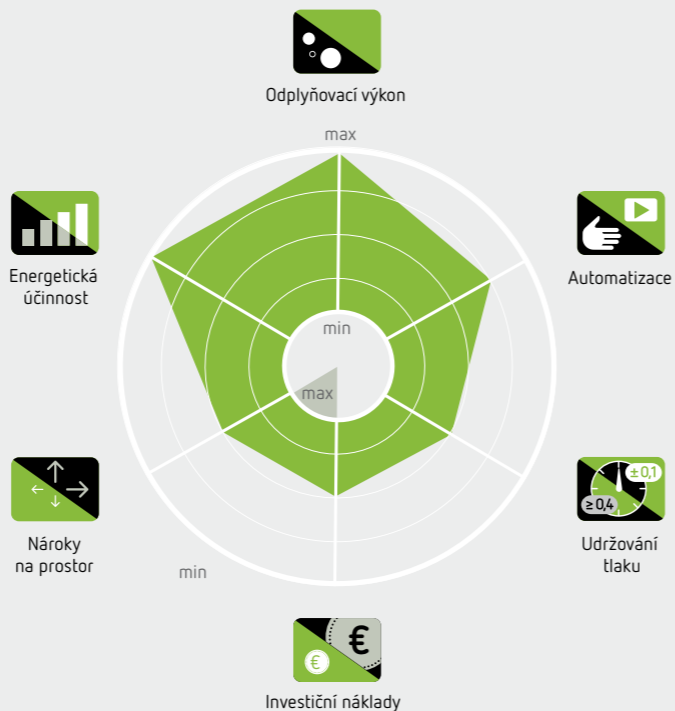 Odplyňovací výkon
max
Energetická
účinnost
Automatizace
min
max
±0,1
≥0,4
Nároky
na prostor
Udržování
tlaku
min
€
€
Investiční náklady